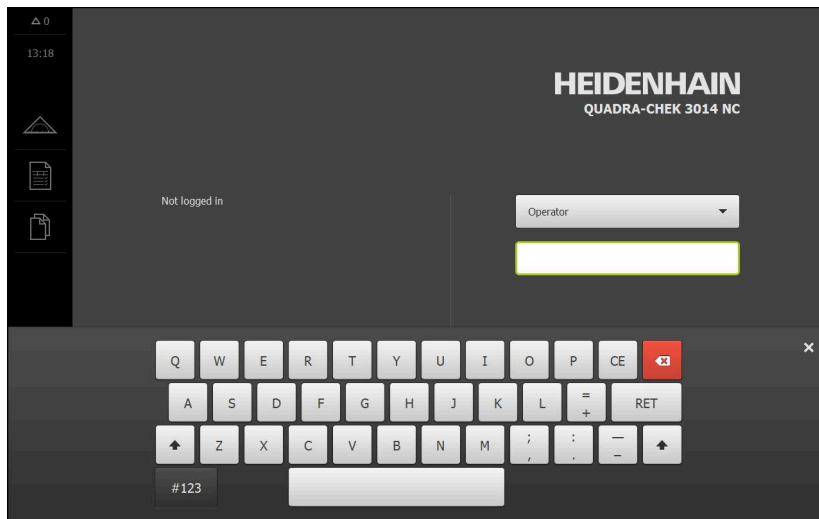 0
13:18
HEIDENHAIN
QUADRA-CHEK 3014 NC
Not logged in
Operator
Q W E R T Y U I O P CE
A S D F G H J K L = + RET
Z X C V B N M ; , : . — –
#123